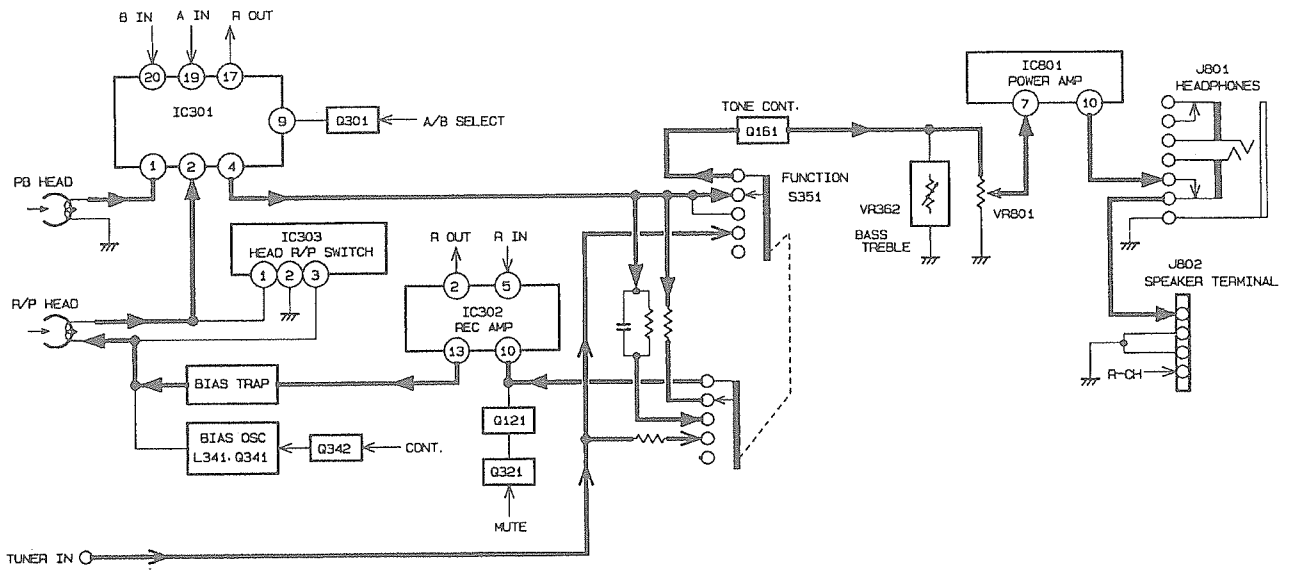 B IN
A IN
R OUT
20
19
17
IC301
9
Q301
A/B SELECT
1
2
4
PB HEAD
IC303
HEAD R/P SWITCH
1
2
3
R OUT
R IN
2
5
IC302
REC AMP
13
10
R/P HEAD
BIAS TRAP
BIAS OSC
L341, Q341
Q342
CONT.
Q121
Q321
MUTE
TUNER IN
TONE CONT.
Q161
FUNCTION
S351
VR362
BASS
TREBLE
VR801
IC801
POWER AMP
7
10
J801
HEADPHONES
J802
SPEAKER TERMINAL
R-CH